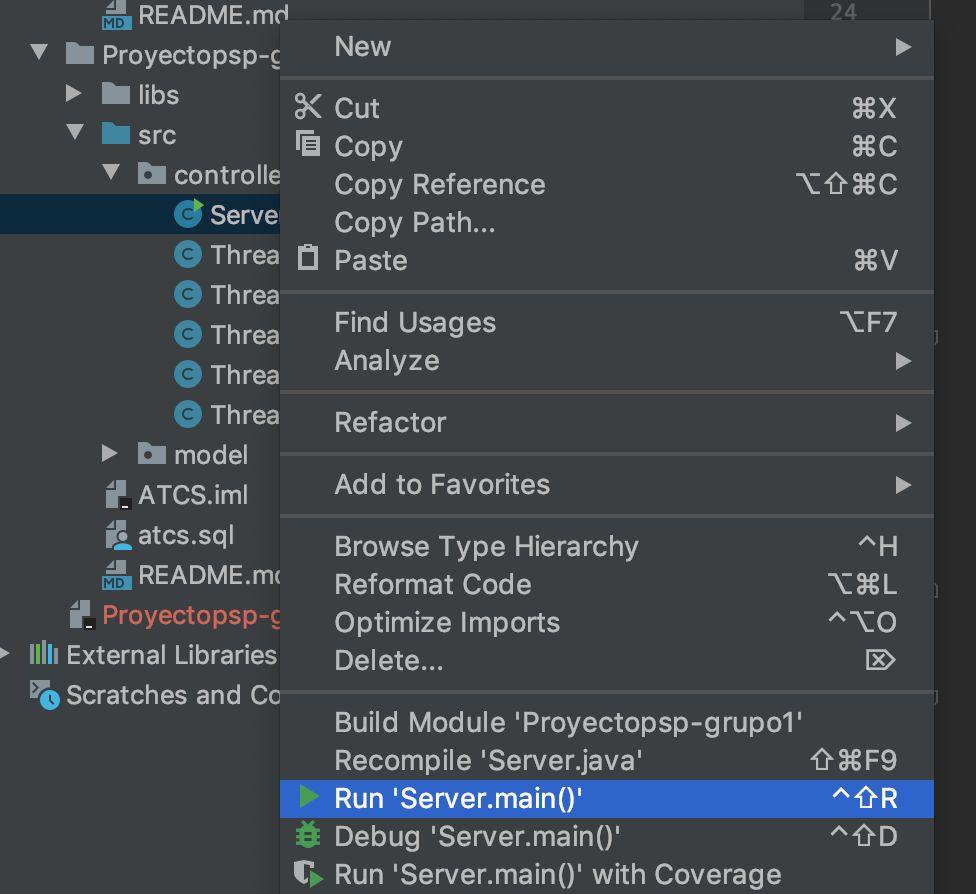 README.md
24
Proyectopsp-g
libs
src
controlle
Serve
Threa
Threa
Threa
Threa
Threa
model
ATCS.iml
atcs.sql
README.md
Proyectopsp-g
External Libraries
Scratches and Co
New
Cut ⌘X
Copy ⌘C
Copy Reference ⌥⇧⌘C
Copy Path...
Paste ⌘V
Find Usages ⌥F7
Analyze
Refactor
Add to Favorites
Browse Type Hierarchy ^H
Reformat Code ⌥⌘L
Optimize Imports ^⌥O
Delete... ⌦
Build Module 'Proyectopsp-grupo1'
Recompile 'Server.java' ⇧⌘F9
Run 'Server.main()' ^⇧R
Debug 'Server.main()' ^⇧D
Run 'Server.main()' with Coverage